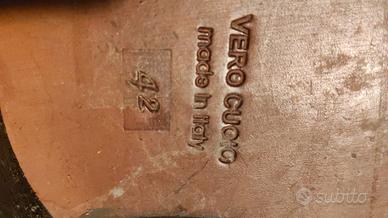 VERO CUOIO
made in Italy
42
subito